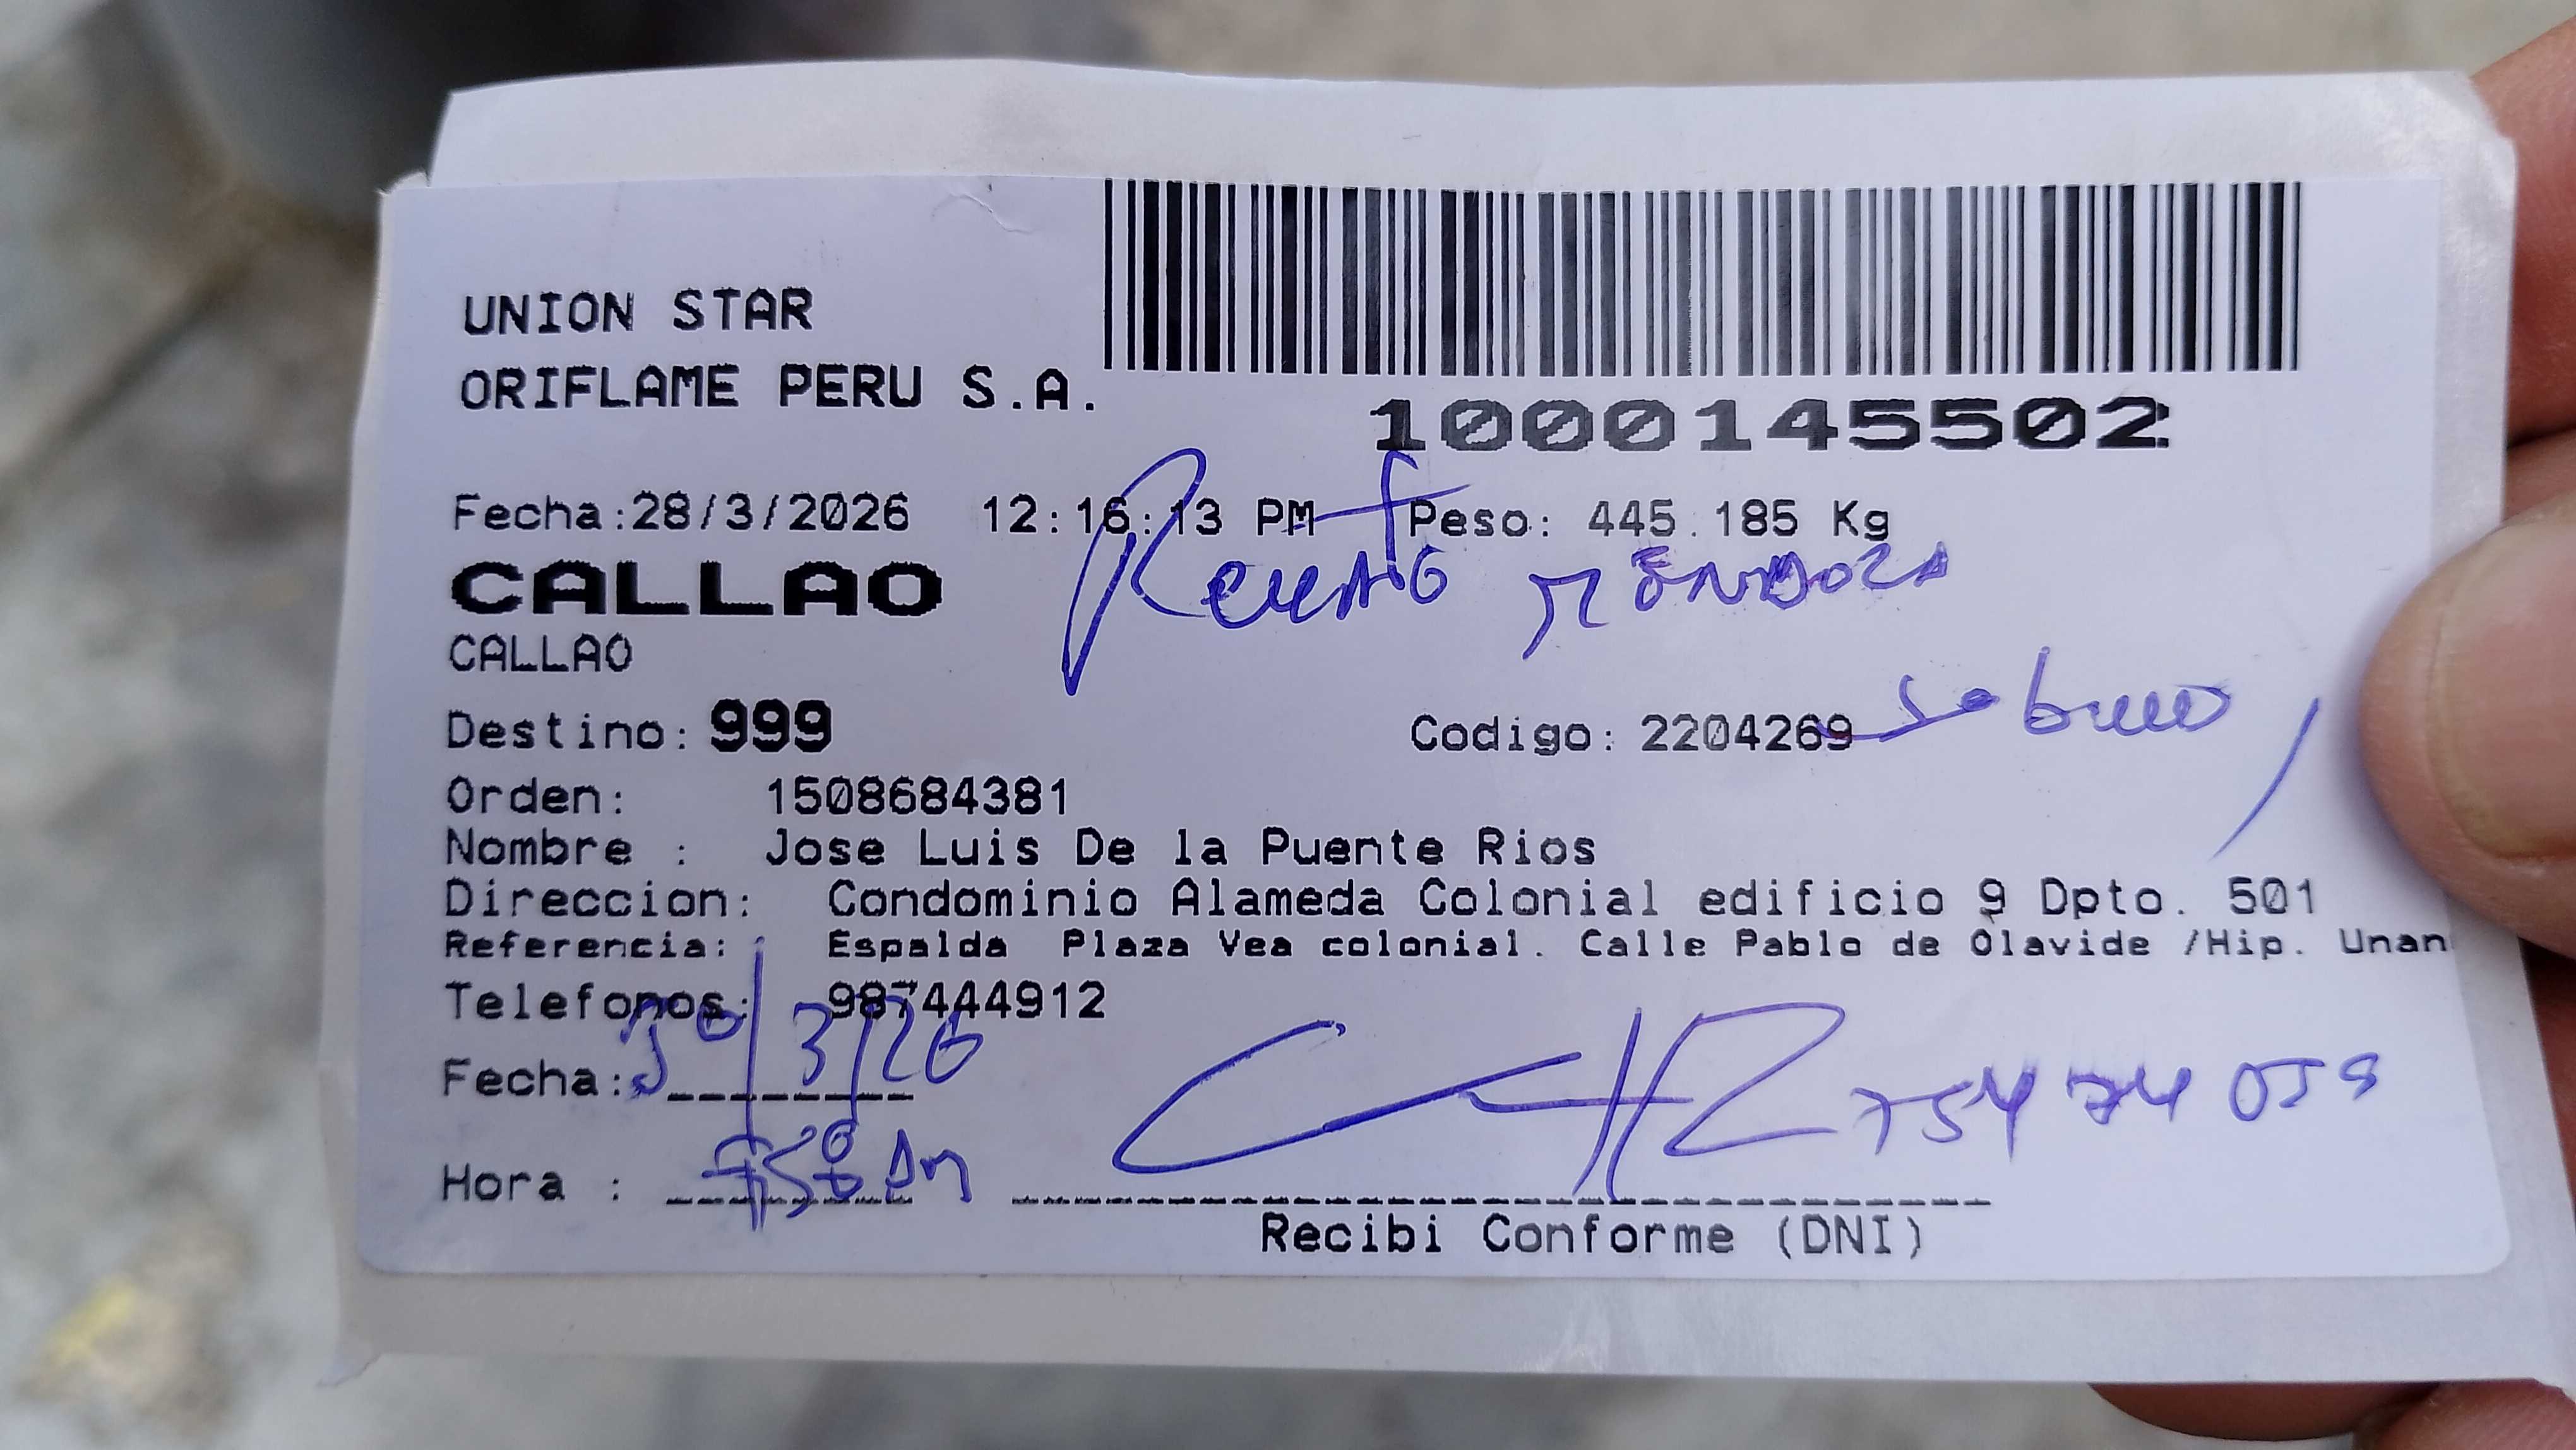 UNION STAR
ORIFLAME PERU S.A.
1000145502
Fecha:28/3/2026 12:16:13 PM Peso: 445.185 Kg
CALLAO
MENDOZA
CALLAO
Destino: 999 Codigo: 2204269
Orden: 1508684381
Nombre : Jose Luis De la Puente Rios
Direccion: Condominio Alameda Colonial edificio 9 Dpto. 501
Referencia: Espalda Plaza Vea colonial. Calle Pablo de Olavide /Hip. Unan
Telefonos: 987444912
Fecha: 30/3/26
Hora :
Recibi Conforme (DNI)